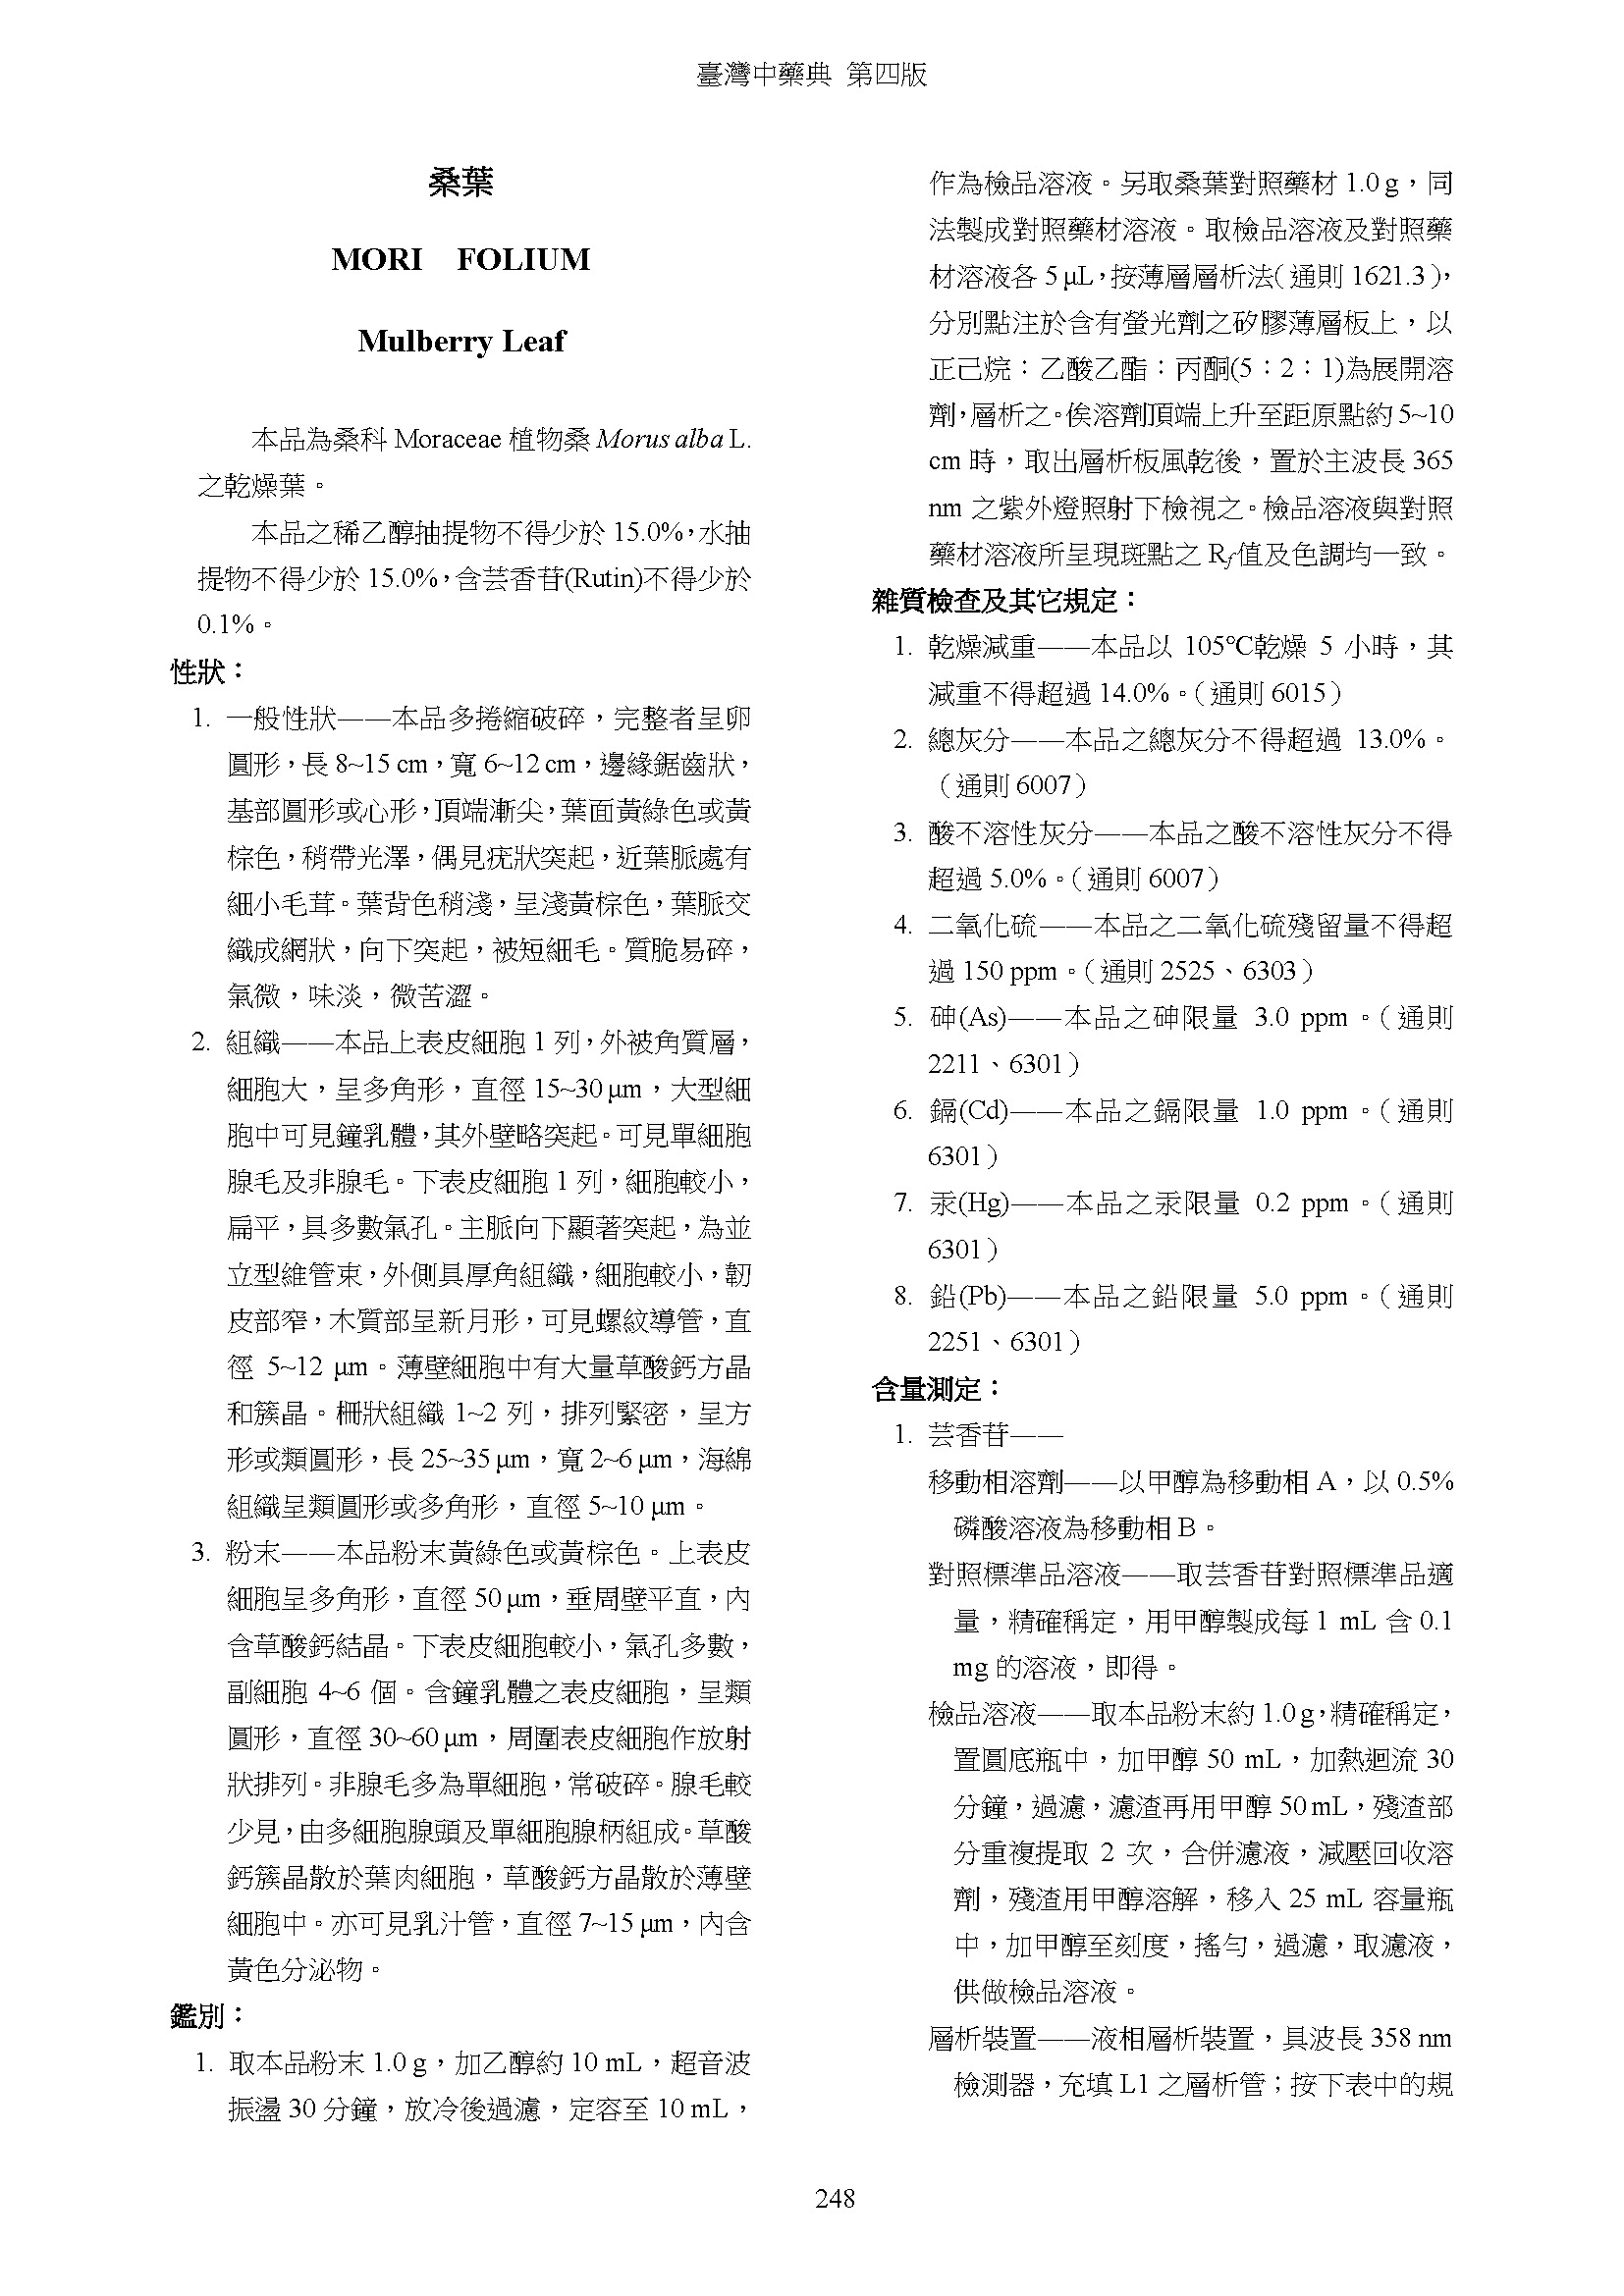 臺灣中藥典 第四版
桑葉
MORI FOLIUM
Mulberry Leaf
本品為桑科 Moraceae 植物桑 Morus alba L.
之乾燥葉。
本品之稀乙醇抽提物不得少於 15.0%，水抽
提物不得少於 15.0%，含芸香苷(Rutin)不得少於
0.1%。
性狀：
1. 一般性狀——本品多捲縮破碎，完整者呈卵
圓形，長 8~15 cm，寬 6~12 cm，邊緣鋸齒狀，
基部圓形或心形，頂端漸尖，葉面黃綠色或黃
棕色，稍帶光澤，偶見疣狀突起，近葉脈處有
細小毛茸。葉背色稍淺，呈淺黃棕色，葉脈交
織成網狀，向下突起，被短細毛。質脆易碎，
氣微，味淡，微苦澀。
2. 組織——本品上表皮細胞 1 列，外被角質層，
細胞大，呈多角形，直徑 15~30 μm，大型細
胞中可見鐘乳體，其外壁略突起。可見單細胞
腺毛及非腺毛。下表皮細胞 1 列，細胞較小，
扁平，具多數氣孔。主脈向下顯著突起，為並
立型維管束，外側具厚角組織，細胞較小，韌
皮部窄，木質部呈新月形，可見螺紋導管，直
徑 5~12 μm。薄壁細胞中有大量草酸鈣方晶
和簇晶。柵狀組織 1~2 列，排列緊密，呈方
形或類圓形，長 25~35 μm，寬 2~6 μm，海綿
組織呈類圓形或多角形，直徑 5~10 μm。
3. 粉末——本品粉末黃綠色或黃棕色。上表皮
細胞呈多角形，直徑 50 μm，垂周壁平直，內
含草酸鈣結晶。下表皮細胞較小，氣孔多數，
副細胞 4~6 個。含鐘乳體之表皮細胞，呈類
圓形，直徑 30~60 μm，周圍表皮細胞作放射
狀排列。非腺毛多為單細胞，常破碎。腺毛較
少見，由多細胞腺頭及單細胞腺柄組成。草酸
鈣簇晶散於葉肉細胞，草酸鈣方晶散於薄壁
細胞中。亦可見乳汁管，直徑 7~15 μm，內含
黃色分泌物。
鑑別：
1. 取本品粉末 1.0 g，加乙醇約 10 mL，超音波
振盪 30 分鐘，放冷後過濾，定容至 10 mL，
作為檢品溶液。另取桑葉對照藥材 1.0 g，同
法製成對照藥材溶液。取檢品溶液及對照藥
材溶液各 5 μL，按薄層層析法（通則 1621.3），
分別點注於含有螢光劑之矽膠薄層板上，以
正己烷：乙酸乙酯：丙酮(5：2：1)為展開溶
劑，層析之。俟溶劑頂端上升至距原點約 5~10
cm 時，取出層析板風乾後，置於主波長 365
nm 之紫外燈照射下檢視之。檢品溶液與對照
藥材溶液所呈現斑點之 Rf值及色調均一致。
雜質檢查及其它規定：
1. 乾燥減重——本品以 105℃乾燥 5 小時，其
減重不得超過 14.0%。（通則 6015）
2. 總灰分——本品之總灰分不得超過 13.0%。
（通則 6007）
3. 酸不溶性灰分——本品之酸不溶性灰分不得
超過 5.0%。（通則 6007）
4. 二氧化硫——本品之二氧化硫殘留量不得超
過 150 ppm。（通則 2525、6303）
5. 砷(As)——本品之砷限量 3.0 ppm。（通則
2211、6301）
6. 鎘(Cd)——本品之鎘限量 1.0 ppm。（通則
6301）
7. 汞(Hg)——本品之汞限量 0.2 ppm。（通則
6301）
8. 鉛(Pb)——本品之鉛限量 5.0 ppm。（通則
2251、6301）
含量測定：
1. 芸香苷——
移動相溶劑——以甲醇為移動相 A，以 0.5%
磷酸溶液為移動相 B。
對照標準品溶液——取芸香苷對照標準品適
量，精確稱定，用甲醇製成每 1 mL 含 0.1
mg 的溶液，即得。
檢品溶液——取本品粉末約 1.0 g，精確稱定，
置圓底瓶中，加甲醇 50 mL，加熱迴流 30
分鐘，過濾，濾渣再用甲醇 50 mL，殘渣部
分重複提取 2 次，合併濾液，減壓回收溶
劑，殘渣用甲醇溶解，移入 25 mL 容量瓶
中，加甲醇至刻度，搖勻，過濾，取濾液，
供做檢品溶液。
層析裝置——液相層析裝置，具波長 358 nm
檢測器，充填 L1 之層析管；按下表中的規
248